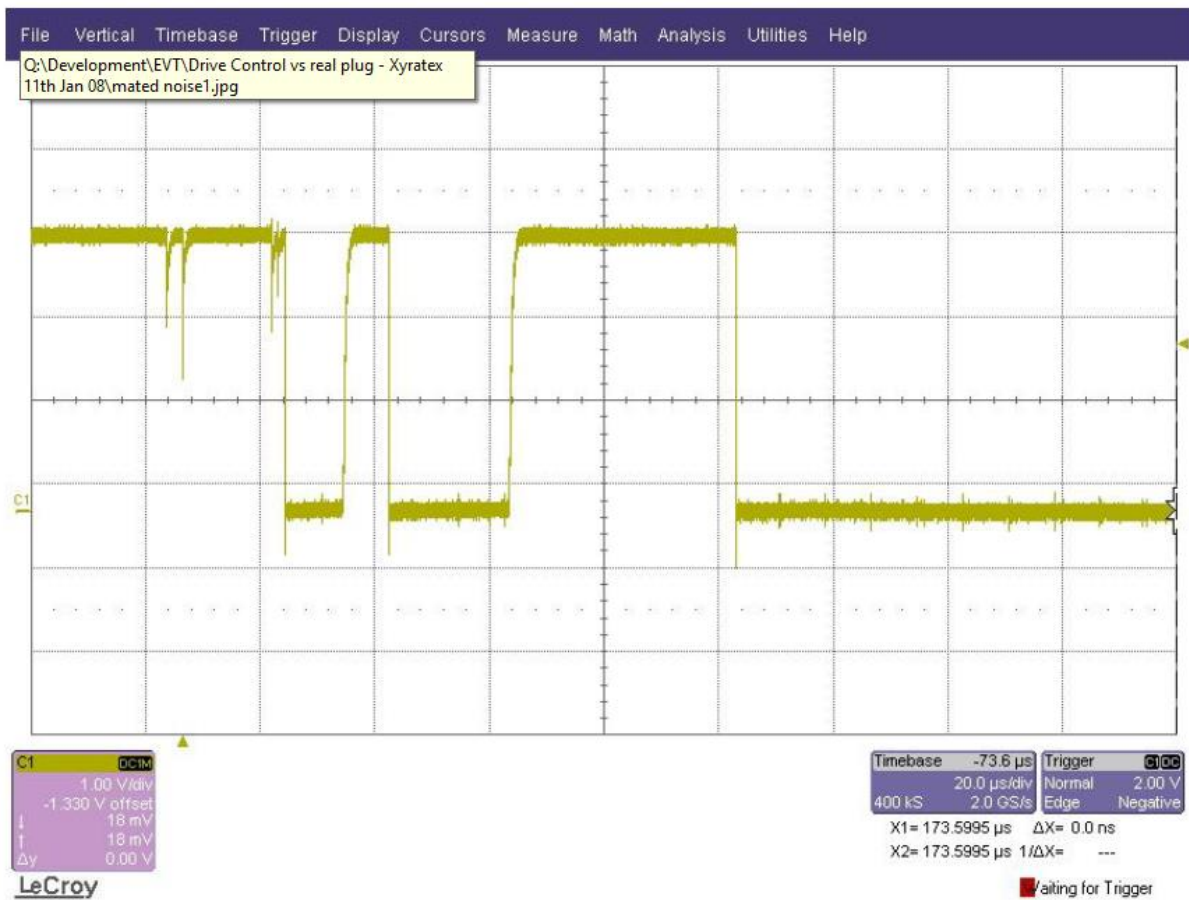 File Vertical Timebase Trigger Display Cursors Measure Math Analysis Utilities Help
Q:\Development\EVT\Drive Control vs real plug - Xyratex
11th Jan 08\mated noise1.jpg
C1
C1 DC1M
1.00 V/div
-1.330 V offset
↓ 18 mV
↑ 18 mV
Δy 0.00 V
LeCroy
Timebase -73.6 µs
20.0 µs/div
400 kS 2.0 GS/s
Trigger C1 DC
Normal 2.00 V
Edge Negative
X1= 173.5995 µs ΔX= 0.0 ns
X2= 173.5995 µs 1/ΔX= ---
Waiting for Trigger